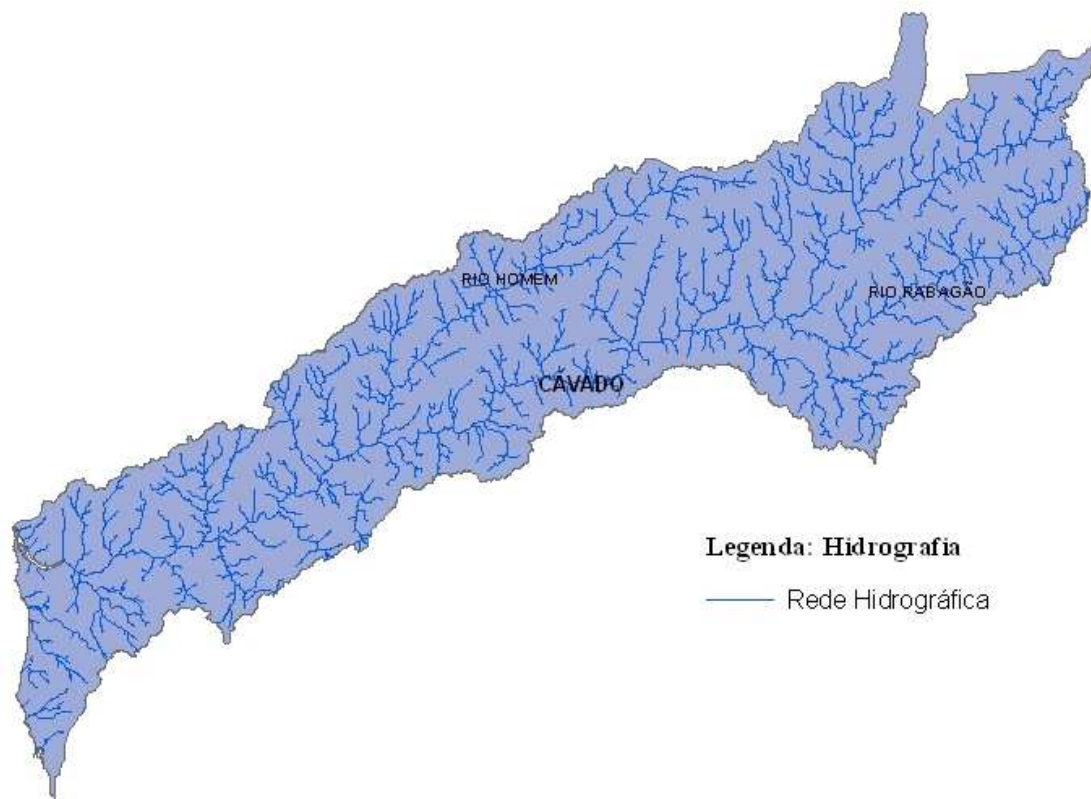 RIO HOMEM
RIO RABAGÃO
CÁVADO
Legenda: Hidrografia
Rede Hidrográfica